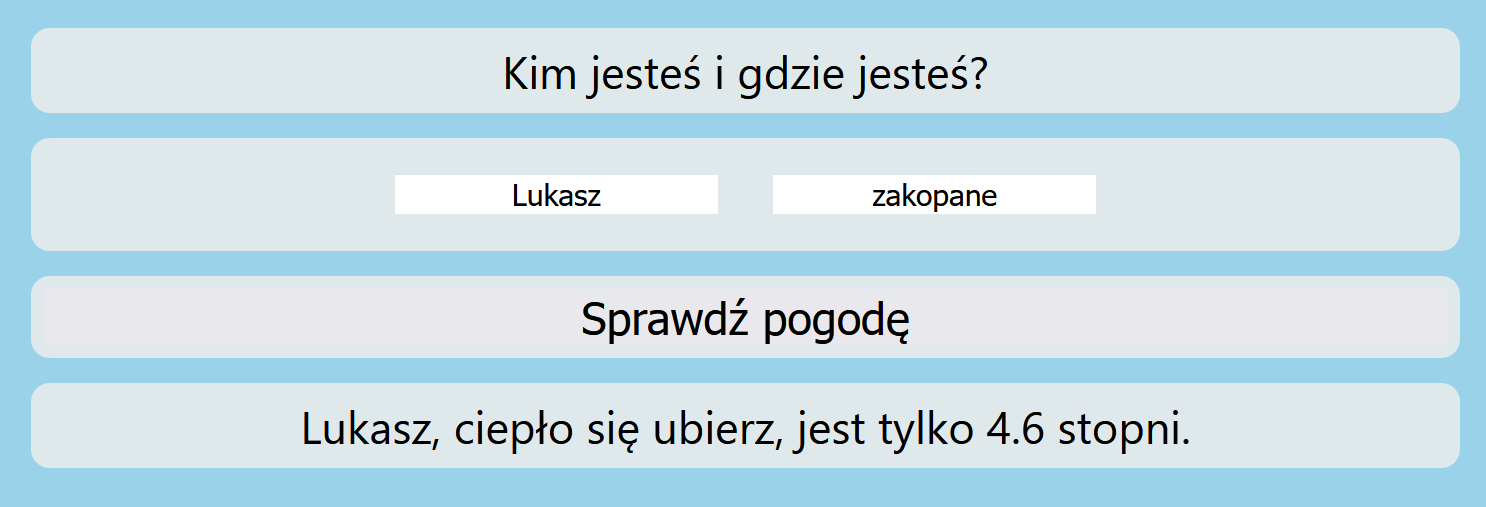 Kim jesteś i gdzie jesteś?
Lukasz zakopane
Sprawdź pogodę
Lukasz, ciepło się ubierz, jest tylko 4.6 stopni.